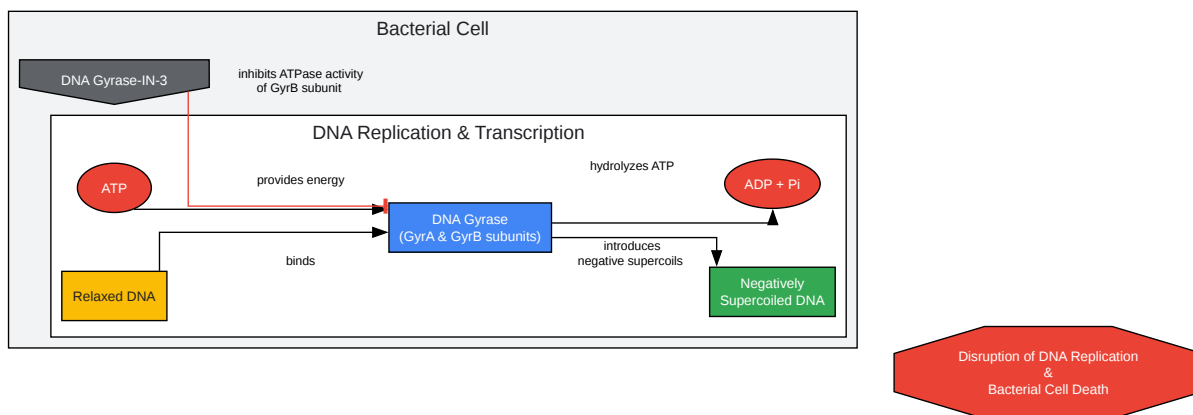 Bacterial Cell
DNA Gyrase-IN-3
inhibits ATPase activity
of GyrB subunit
DNA Replication & Transcription
ATP
provides energy
hydrolyzes ATP
ADP + Pi
DNA Gyrase
(GyrA & GyrB subunits)
binds
introduces
negative supercoils
Relaxed DNA
Negatively
Supercoiled DNA
Disruption of DNA Replication
&
Bacterial Cell Death